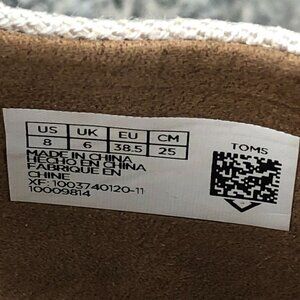 US UK EU CM
8 6 38.5 25
TOMS
MADE IN CHINA
HECHO EN CHINA
FABRIQUE EN
CHINE
XF: 1003740120-11
10009814